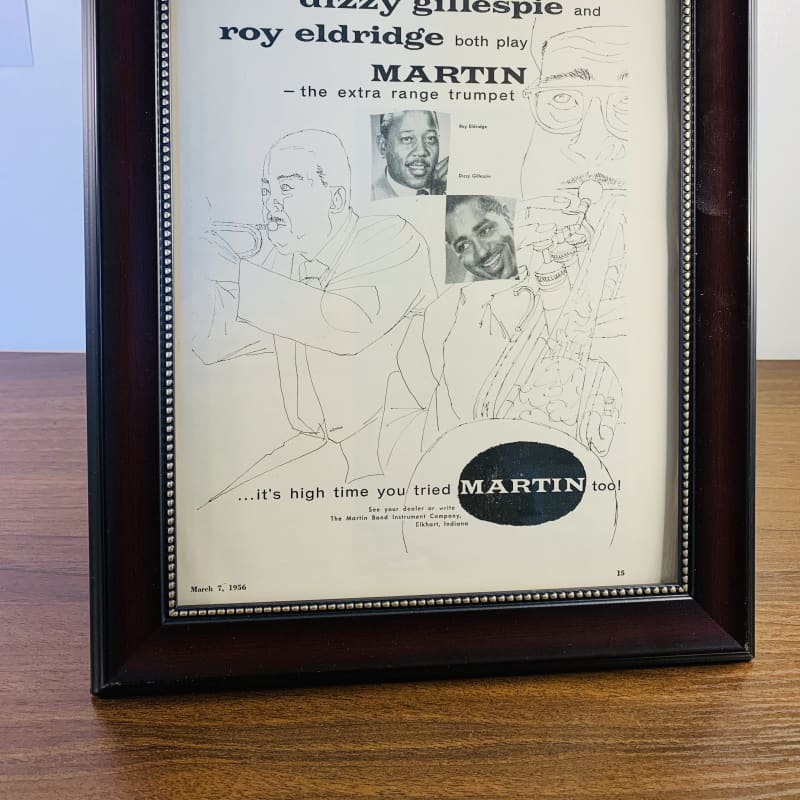 dizzy gillespie and
roy eldridge both play
MARTIN
– the extra range trumpet
Roy Eldridge
Dizzy Gillespie
...it's high time you tried MARTIN too!
See your dealer or write
The Martin Band Instrument Company,
Elkhart, Indiana
15
March 7, 1956